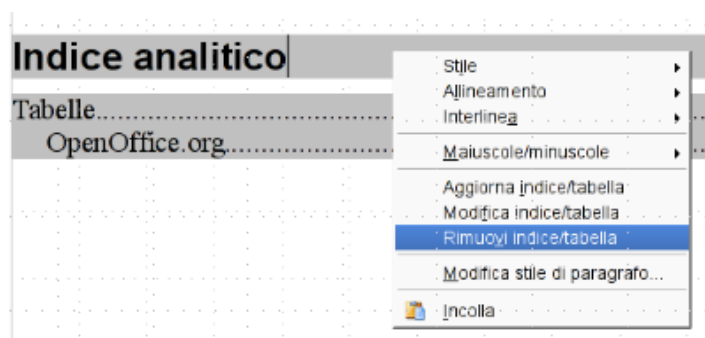 Indice analitico
Tabelle
OpenOffice.org
Stile
Allineamento
Interlinea
Maiuscole/minuscole
Aggiorna indice/tabella
Modifica indice/tabella
Rimuovi indice/tabella
Modifica stile di paragrafo...
Incolla